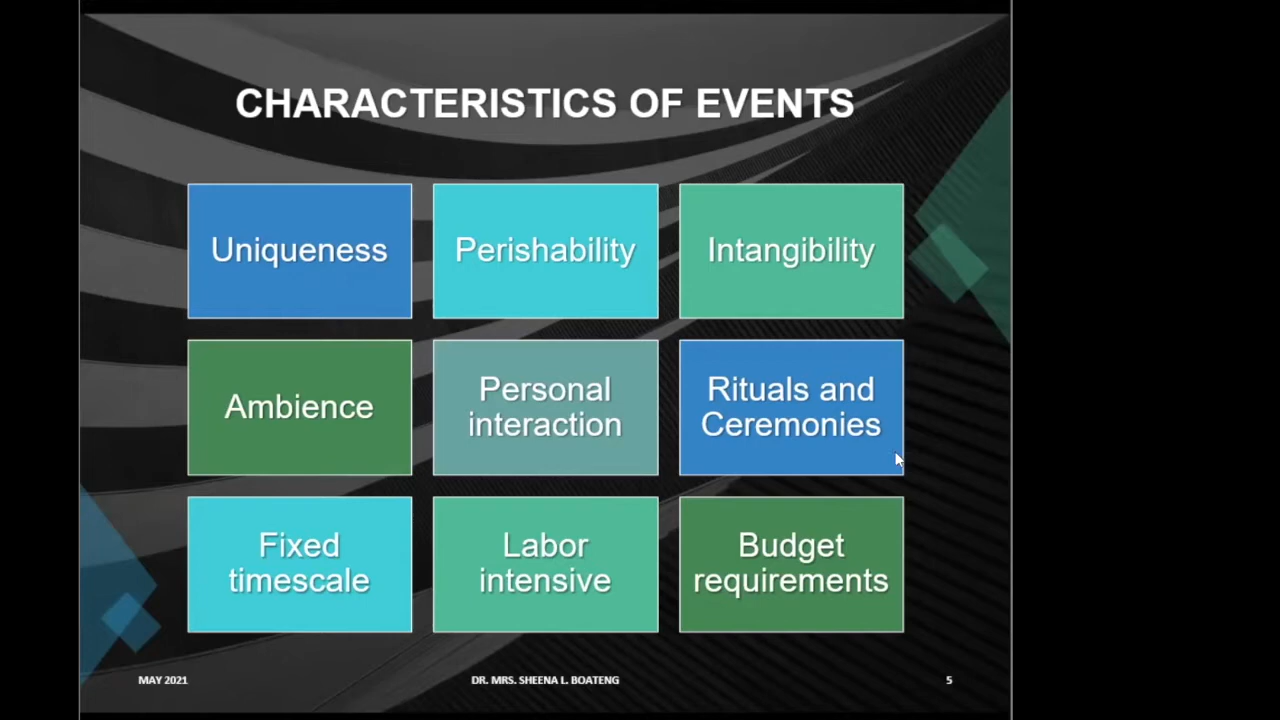 CHARACTERISTICS OF EVENTS
Uniqueness
Perishability
Intangibility
Ambience
Personal
interaction
Rituals and
Ceremonies
Fixed
timescale
Labor
intensive
Budget
requirements
MAY 2021
DR. MRS. SHEENA L. BOATENG
5